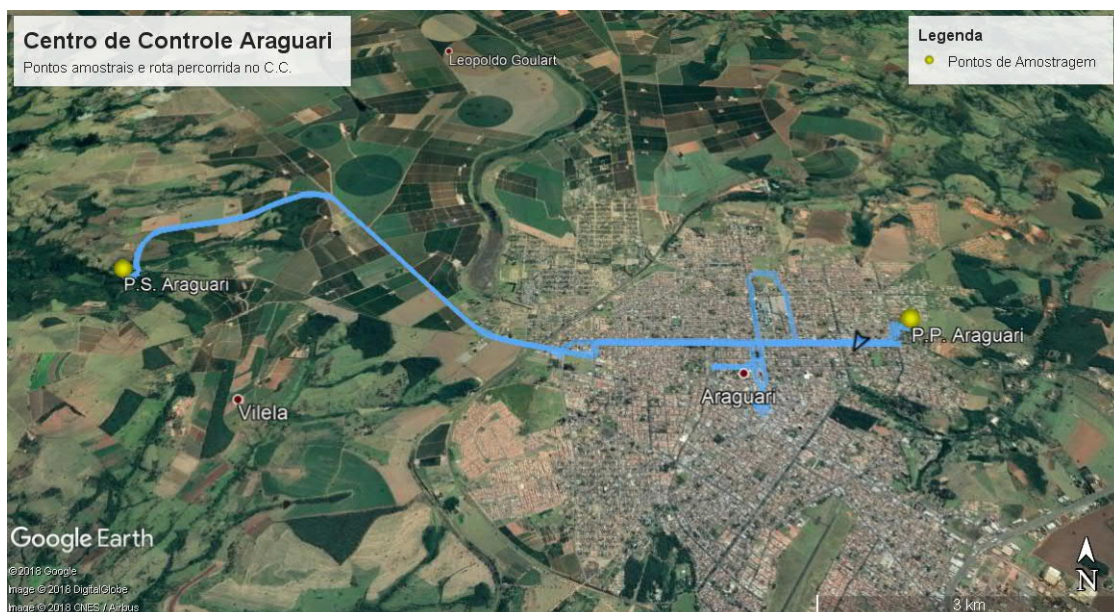 Centro de Controle Araguari
Pontos amostrais e rota percorrida no C.C.
Legenda
Pontos de Amostragem
Leopoldo Goulart
P.S. Araguari
P.P. Araguari
Araguari
Vilela
Google Earth
©2018 Google
Image © 2018 DigitalGlobe
Image © 2018 CNES / Airbus
N
3 km